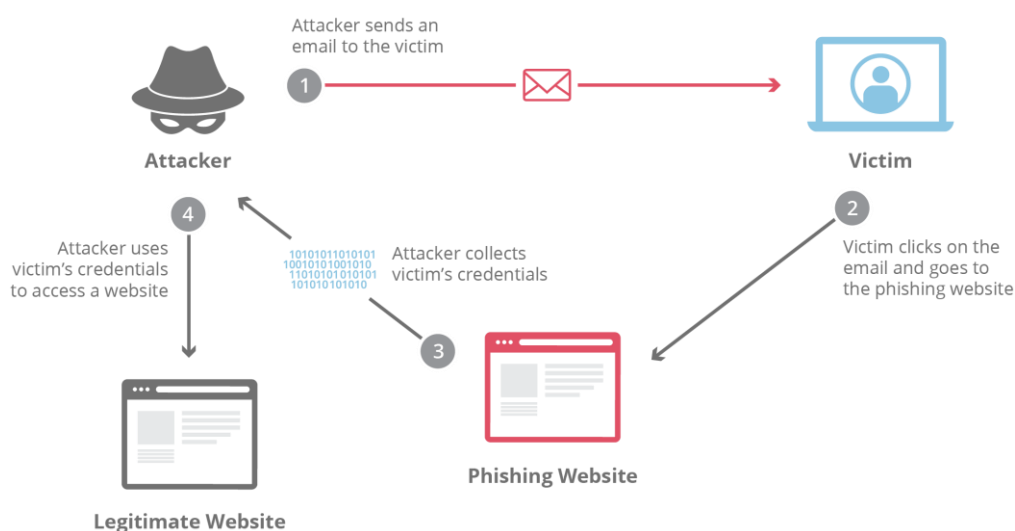 Attacker sends an
email to the victim
1
Attacker
Victim
4
Attacker uses
victim's credentials
to access a website
10101011010101
10010101001010
11010101010101
101010101010
Attacker collects
victim's credentials
2
Victim clicks on the
email and goes to
the phishing website
3
Phishing Website
Legitimate Website